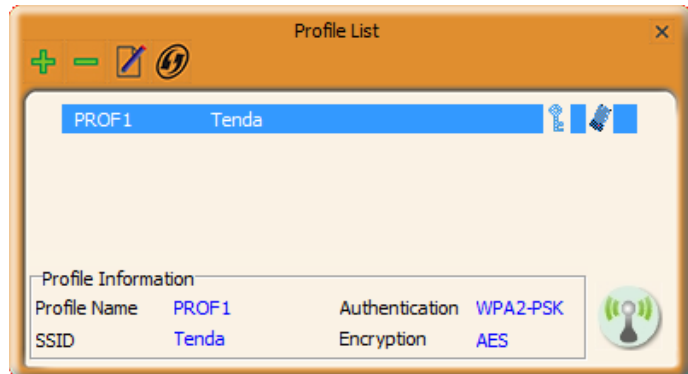 Profile List
PROF1 Tenda
Profile Information
Profile Name PROF1 Authentication WPA2-PSK
SSID Tenda Encryption AES